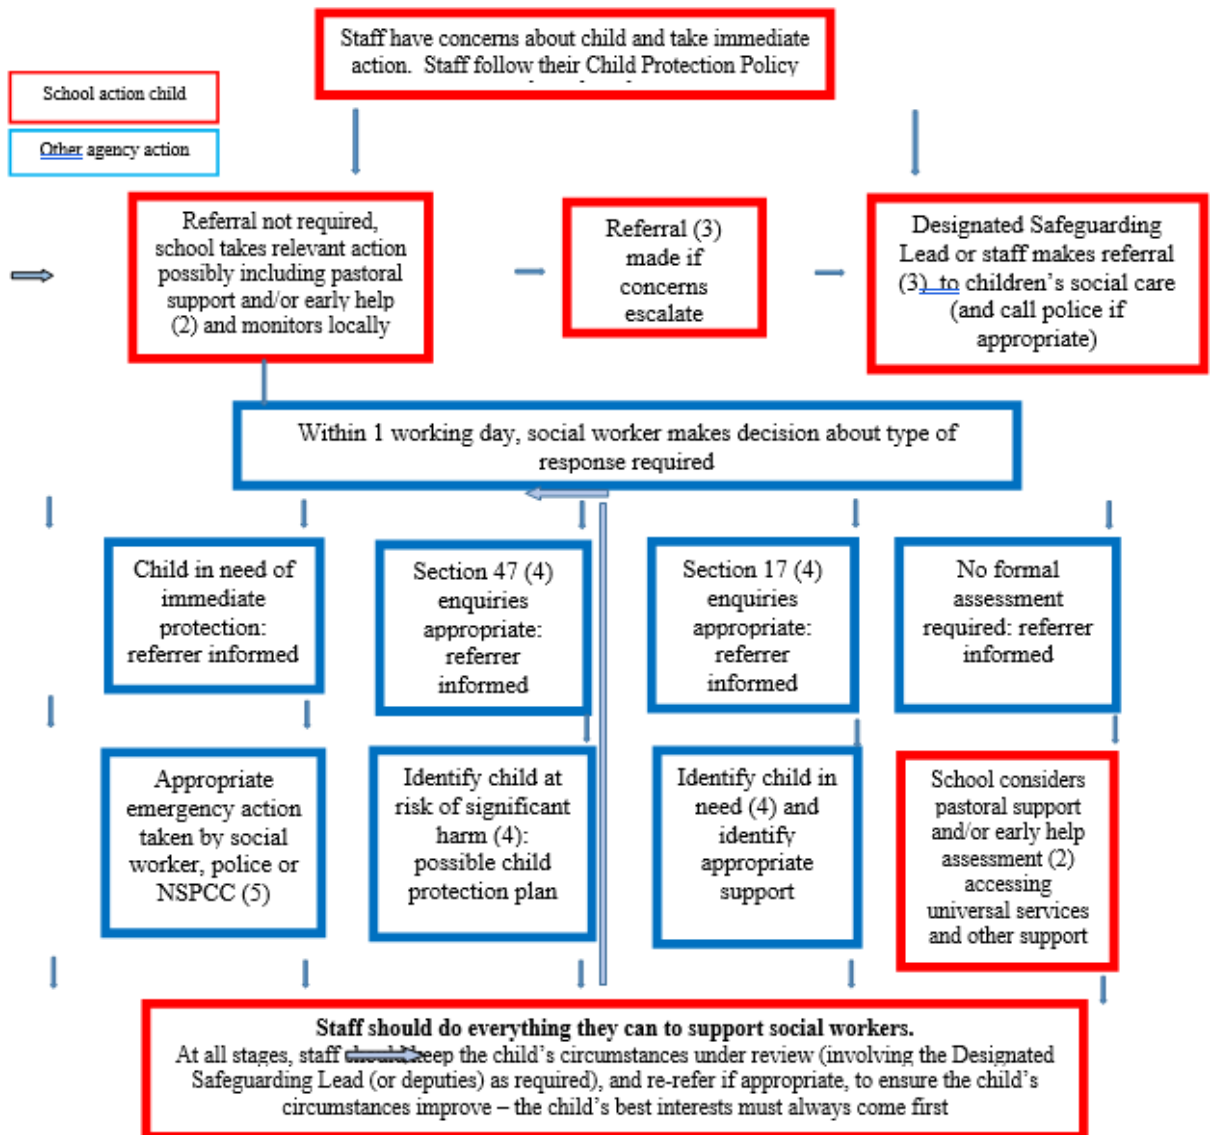 Staff have concerns about child and take immediate
action. Staff follow their Child Protection Policy
School action child
Other agency action
Referral not required,
school takes relevant action
possibly including pastoral
support and/or early help
(2) and monitors locally
Referral (3)
made if
concerns
escalate
Designated Safeguarding
Lead or staff makes referral
(3) to children’s social care
(and call police if
appropriate)
Within 1 working day, social worker makes decision about type of
response required
Child in need of
immediate
protection:
referrer informed
Section 47 (4)
enquiries
appropriate:
referrer
informed
Section 17 (4)
enquiries
appropriate:
referrer
informed
No formal
assessment
required: referrer
informed
Appropriate
emergency action
taken by social
worker, police or
NSPCC (5)
Identify child at
risk of significant
harm (4):
possible child
protection plan
Identify child in
need (4) and
identify
appropriate
support
School considers
pastoral support
and/or early help
assessment (2)
accessing
universal services
and other support
Staff should do everything they can to support social workers.
At all stages, staff should keep the child’s circumstances under review (involving the Designated
Safeguarding Lead (or deputies) as required), and re-refer if appropriate, to ensure the child’s
circumstances improve – the child’s best interests must always come first